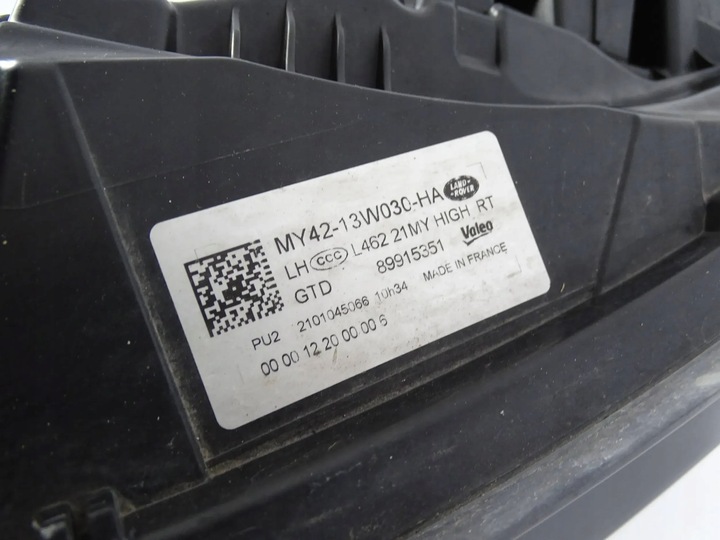 MY42-13W030-HA LAND-ROVER
LH CCC L462 21MY HIGH RT
GTD 89915351 Valeo
PU2 2101045066 10h34 MADE IN FRANCE
00 00 12 20 00 00 6